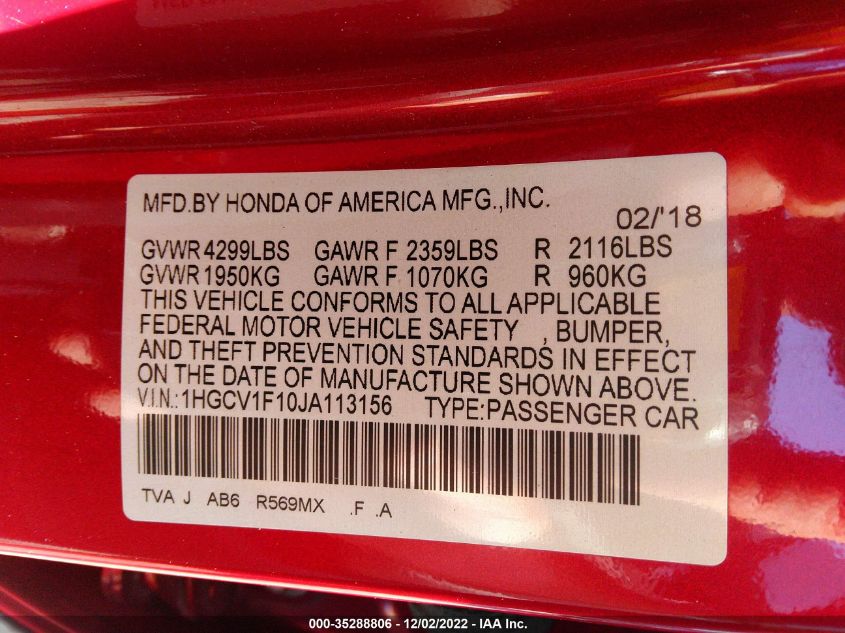 MFD.BY HONDA OF AMERICA MFG.,INC.
02/'18
GVWR 4299LBS GAWR F 2359LBS R 2116LBS
GVWR 1950KG GAWR F 1070KG R 960KG
THIS VEHICLE CONFORMS TO ALL APPLICABLE
FEDERAL MOTOR VEHICLE SAFETY , BUMPER,
AND THEFT PREVENTION STANDARDS IN EFFECT
ON THE DATE OF MANUFACTURE SHOWN ABOVE.
V.I.N.:1HGCV1F10JA113156 TYPE:PASSENGER CAR
TVA J AB6 R569MX .F .A
000-35288806 - 12/02/2022 - IAA Inc.